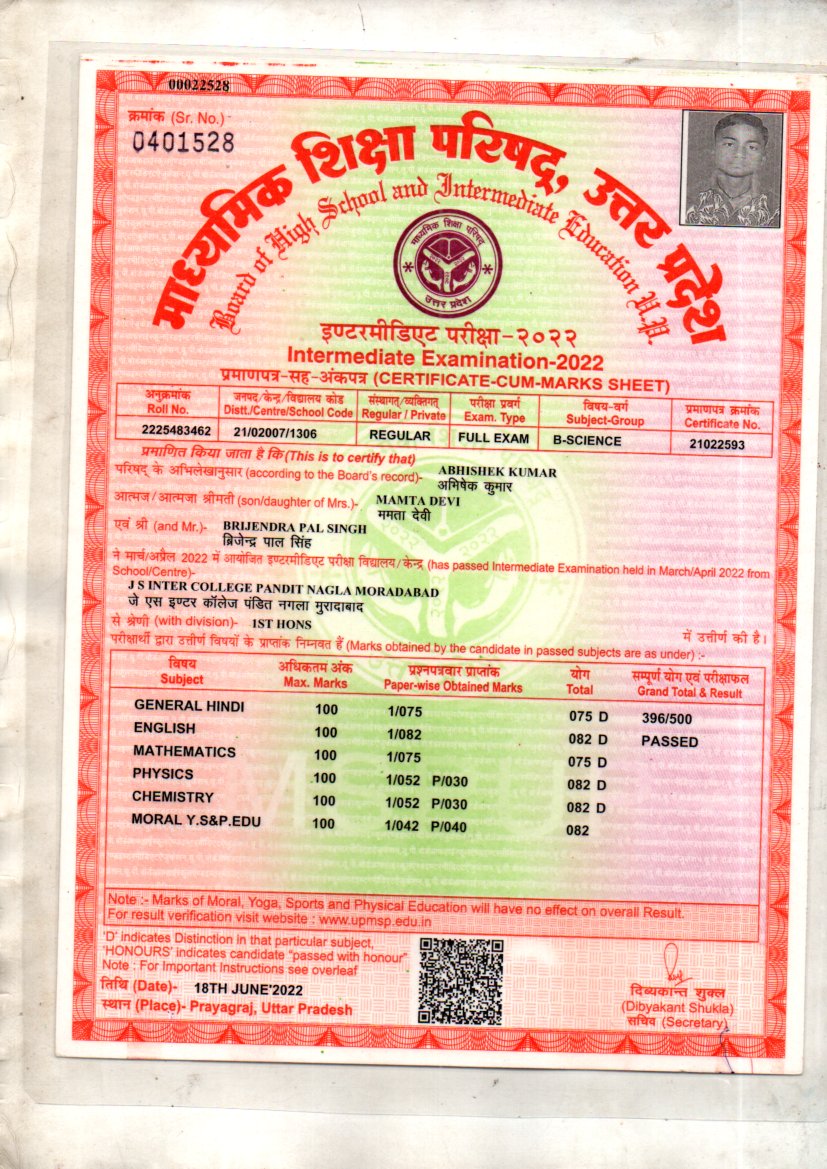 00022528
क्रमांक (Sr. No.)
0401528
माध्यमिक शिक्षा परिषद्, उत्तर प्रदेश
Board of High School and Intermediate Education U.P.
माध्यमिक शिक्षा परिषद
उत्तर प्रदेश
इण्टरमीडिएट परीक्षा-२०२२
Intermediate Examination-2022
प्रमाणपत्र-सह-अंकपत्र (CERTIFICATE-CUM-MARKS SHEET)
अनुक्रमांक जनपद/केन्द्र/विद्यालय कोड संस्थागत/व्यक्तिगत परीक्षा प्रवर्ग विषय-वर्ग प्रमाणपत्र क्रमांक
Roll No. Distt./Centre/School Code Regular / Private Exam. Type Subject-Group Certificate No.
2225483462 21/02007/1306 REGULAR FULL EXAM B-SCIENCE 21022593
प्रमाणित किया जाता है कि (This is to certify that)
परिषद् के अभिलेखानुसार (according to the Board's record)- ABHISHEK KUMAR
अभिषेक कुमार
आत्मज/आत्मजा श्रीमती (son/daughter of Mrs.)- MAMTA DEVI
ममता देवी
एवं श्री (and Mr.)- BRIJENDRA PAL SINGH
ब्रिजेन्द्र पाल सिंह
ने मार्च/अप्रैल 2022 में आयोजित इण्टरमीडिएट परीक्षा विद्यालय/केन्द्र (has passed Intermediate Examination held in March/April 2022 from
School/Centre)-
J S INTER COLLEGE PANDIT NAGLA MORADABAD
जे एस इण्टर कॉलेज पंडित नगला मुरादाबाद
से श्रेणी (with division)- 1ST HONS में उत्तीर्ण की है।
परीक्षार्थी द्वारा उत्तीर्ण विषयों के प्राप्तांक निम्नवत हैं (Marks obtained by the candidate in passed subjects are as under) :-
विषय अधिकतम अंक प्रश्नपत्रवार प्राप्तांक योग सम्पूर्ण योग एवं परीक्षाफल
Subject Max. Marks Paper-wise Obtained Marks Total Grand Total & Result
GENERAL HINDI 100 1/075 075 D 396/500
ENGLISH 100 1/082 082 D PASSED
MATHEMATICS 100 1/075 075 D
PHYSICS 100 1/052 P/030 082 D
CHEMISTRY 100 1/052 P/030 082 D
MORAL Y.S&P.EDU 100 1/042 P/040 082
Note :- Marks of Moral, Yoga, Sports and Physical Education will have no effect on overall Result.
For result verification visit website : www.upmsp.edu.in
'D' indicates Distinction in that particular subject,
'HONOURS' indicates candidate "passed with honour"
Note : For Important Instructions see overleaf
तिथि (Date)- 18TH JUNE'2022
स्थान (Place)- Prayagraj, Uttar Pradesh
दिव्यकान्त शुक्ल
(Dibyakant Shukla)
सचिव (Secretary)